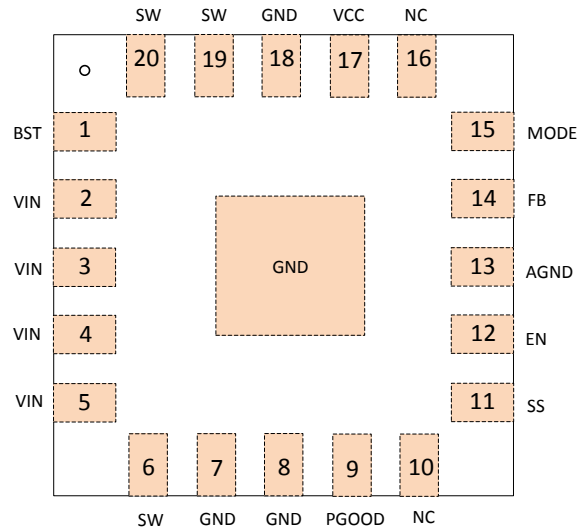 SW SW GND VCC NC
20 19 18 17 16
BST 1 15 MODE
VIN 2 14 FB
VIN 3 GND 13 AGND
VIN 4 12 EN
VIN 5 11 SS
6 7 8 9 10
SW GND GND PGOOD NC